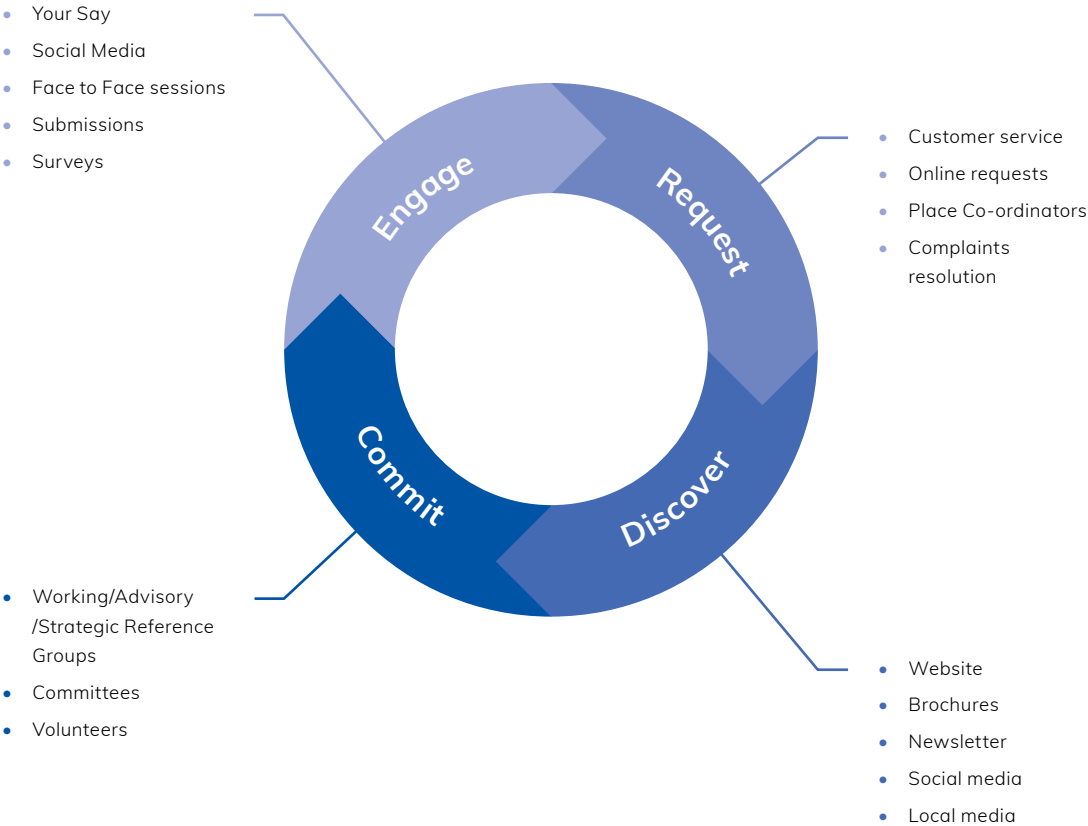 Your Say
Social Media
Face to Face sessions
Submissions
Surveys
Engage
Request
Customer service
Online requests
Place Co-ordinators
Complaints
resolution
Commit
Discover
Working/Advisory
/Strategic Reference
Groups
Committees
Volunteers
Website
Brochures
Newsletter
Social media
Local media